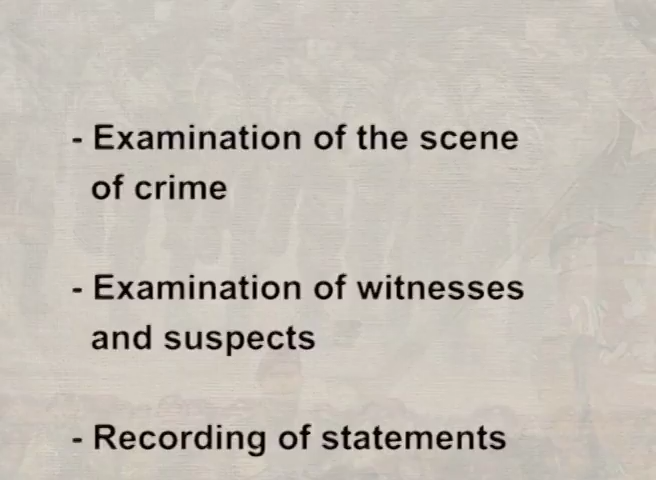 - Examination of the scene
of crime
- Examination of witnesses
and suspects
- Recording of statements